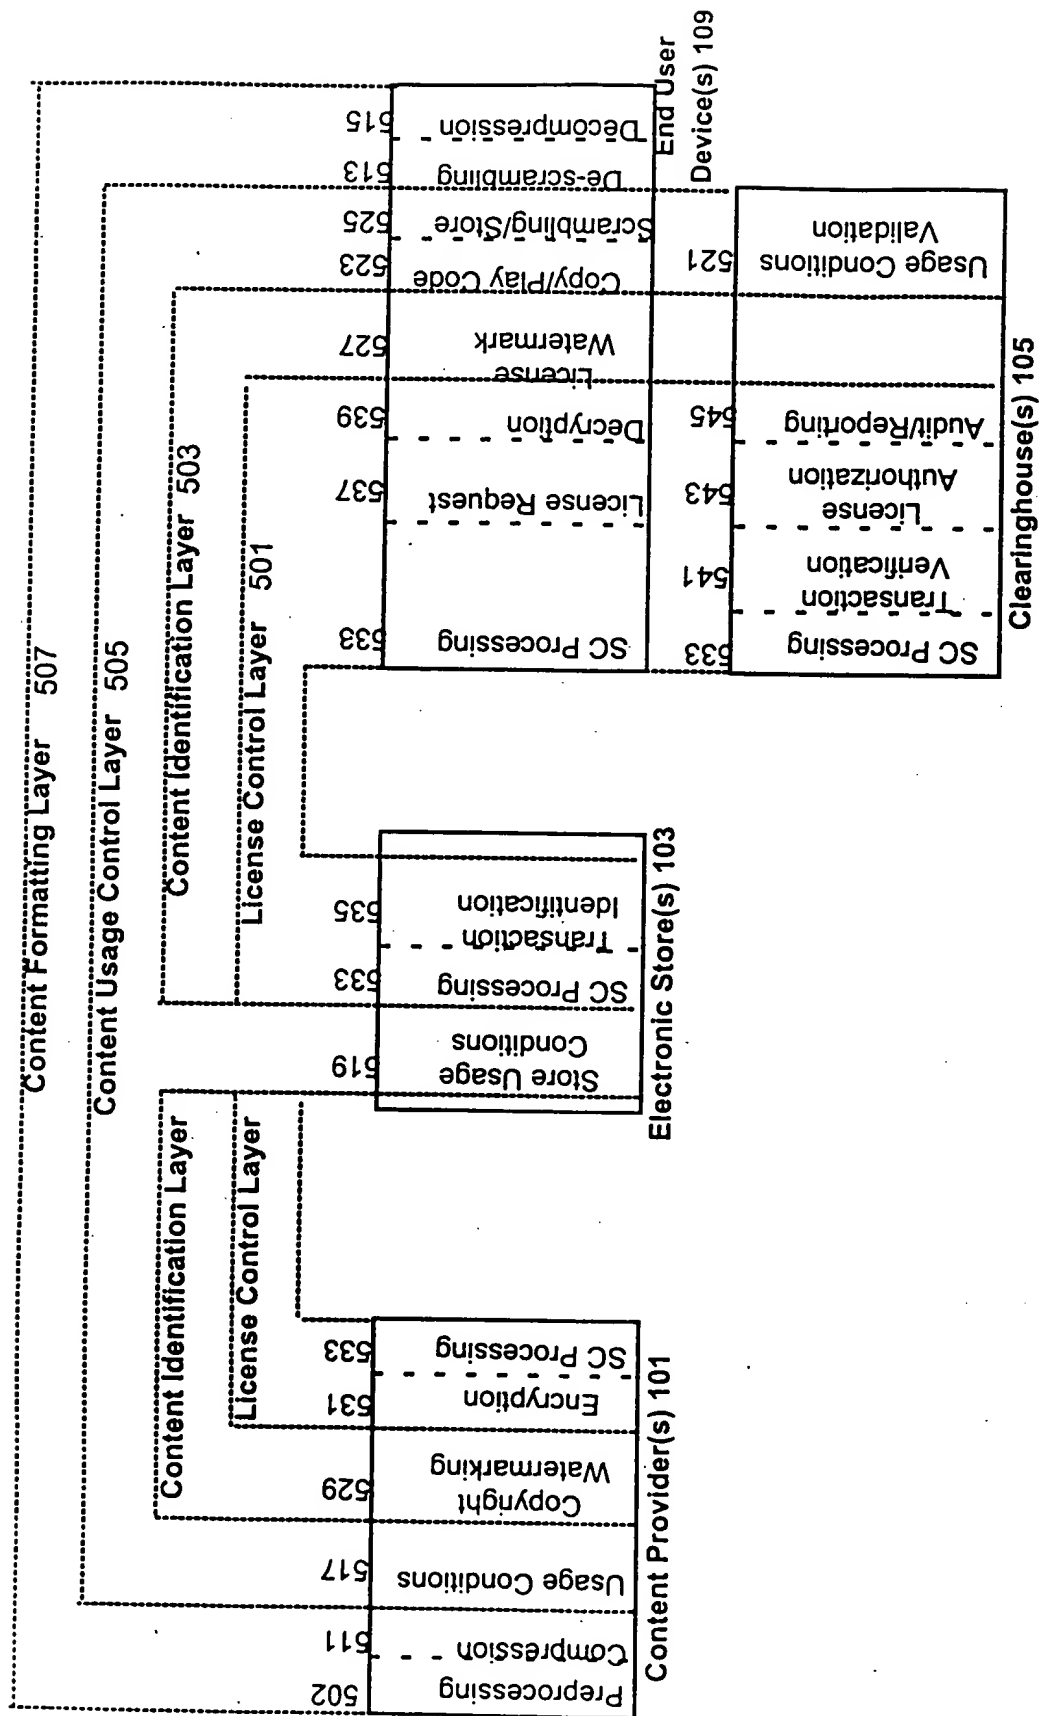 Content Formatting Layer 507
Content Usage Control Layer 505
Content Identification Layer 503
License Control Layer 501
Content Identification Layer
License Control Layer
Preprocessing
502
Compression
511
Usage Conditions
517
Copyright
Watermarking
529
Encryption
531
SC Processing
533
Content Provider(s) 101
Store Usage
Conditions
519
SC Processing
533
Transaction
Identification
535
Electronic Store(s) 103
Decompression
515
De-scrambling
513
Scrambling/Store
525
Copy/Play Code
523
License
Watermark
527
Decryption
539
License Request
537
SC Processing
533
End User
Device(s) 109
Usage Conditions
Validation
521
Audit/Reporting
545
License
Authorization
543
Transaction
Verification
541
SC Processing
533
Clearinghouse(s) 105